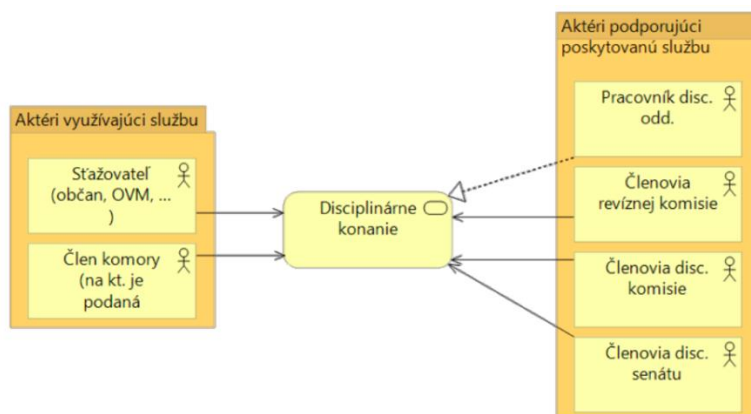 Aktéri využívajúci službu
Sťažovateľ
(občan, OVM, ...
)
Člen komory
(na kt. je
podaná
Disciplinárne
konanie
Aktéri podporujúci
poskytovanú službu
Pracovník disc.
odd.
Členovia
revíznej komisie
Členovia disc.
komisie
Členovia disc.
senátu